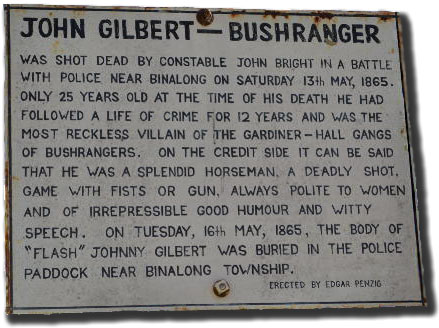 JOHN GILBERT — BUSHRANGER
WAS SHOT DEAD BY CONSTABLE JOHN BRIGHT IN A BATTLE
WITH POLICE NEAR BINALONG ON SATURDAY 13th MAY, 1865.
ONLY 25 YEARS OLD AT THE TIME OF HIS DEATH HE HAD
FOLLOWED A LIFE OF CRIME FOR 12 YEARS AND WAS THE
MOST RECKLESS VILLAIN OF THE GARDINER-HALL GANGS
OF BUSHRANGERS. ON THE CREDIT SIDE IT CAN BE SAID
THAT HE WAS A SPLENDID HORSEMAN, A DEADLY SHOT,
GAME WITH FISTS OR GUN, ALWAYS POLITE TO WOMEN
AND OF IRREPRESSIBLE GOOD HUMOUR AND WITTY
SPEECH. ON TUESDAY, 16th MAY, 1865, THE BODY OF
"FLASH" JOHNNY GILBERT WAS BURIED IN THE POLICE
PADDOCK NEAR BINALONG TOWNSHIP.
ERECTED BY EDGAR PENZIG